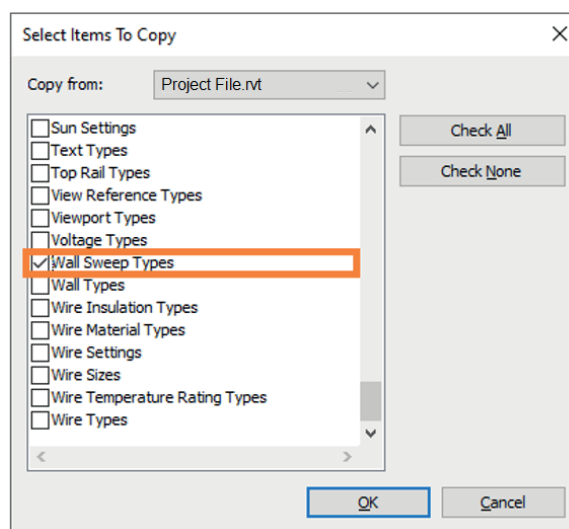 Select Items To Copy
Copy from: Project File.rvt
Sun Settings
Check All
Text Types
Top Rail Types
Check None
View Reference Types
Viewport Types
Voltage Types
Wall Sweep Types
Wall Types
Wire Insulation Types
Wire Material Types
Wire Settings
Wire Sizes
Wire Temperature Rating Types
Wire Types
OK Cancel